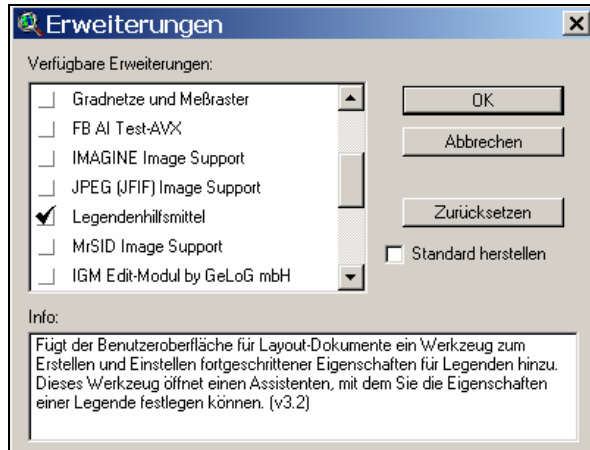 Erweiterungen
Verfügbare Erweiterungen:
Gradnetze und Meßraster
FB AI Test-AVX
IMAGINE Image Support
JPEG (JFIF) Image Support
Legendenhilfsmittel
MrSID Image Support
IGM Edit-Modul by GeLoG mbH
OK
Abbrechen
Zurücksetzen
Standard herstellen
Info:
Fügt der Benutzeroberfläche für Layout-Dokumente ein Werkzeug zum
Erstellen und Einstellen fortgeschrittener Eigenschaften für Legenden hinzu.
Dieses Werkzeug öffnet einen Assistenten, mit dem Sie die Eigenschaften
einer Legende festlegen können. (v3.2)